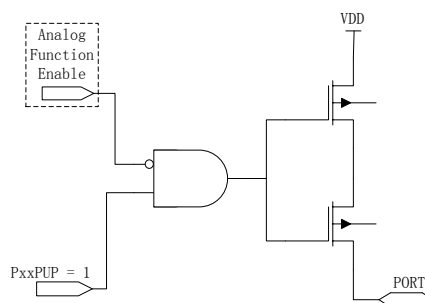 VDD
Analog
Function
Enable
PxxPUP = 1
PORT